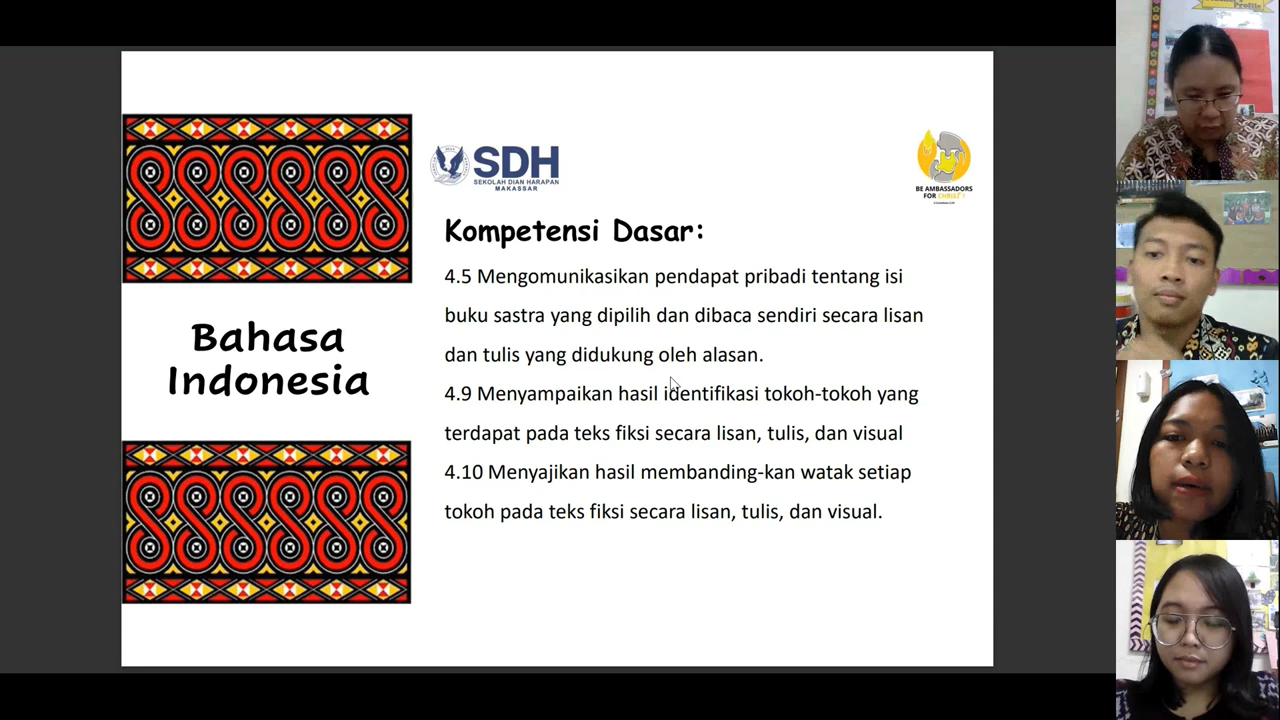 Profile
SDH
SEKOLAH DIAN HARAPAN
MAKASSAR
BE AMBASSADORS
FOR CHRIST !
Kompetensi Dasar:
4.5 Mengomunikasikan pendapat pribadi tentang isi
buku sastra yang dipilih dan dibaca sendiri secara lisan
dan tulis yang didukung oleh alasan.
4.9 Menyampaikan hasil identifikasi tokoh-tokoh yang
terdapat pada teks fiksi secara lisan, tulis, dan visual
4.10 Menyajikan hasil membanding-kan watak setiap
tokoh pada teks fiksi secara lisan, tulis, dan visual.
Bahasa
Indonesia